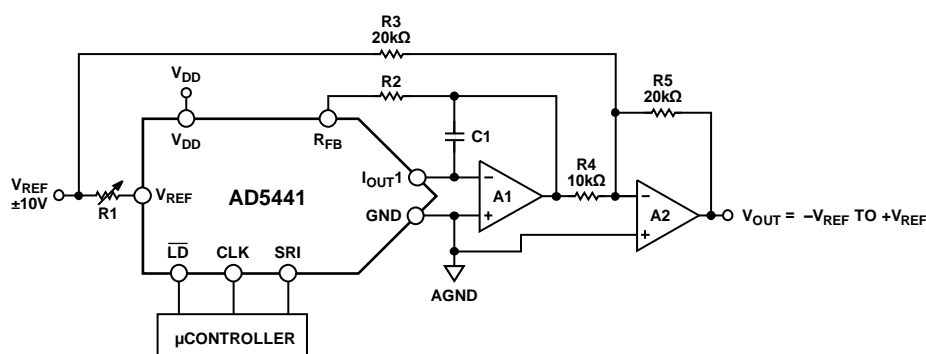 R3
20kΩ
R5
20kΩ
VDD
R2
VDD
RFB
C1
VREF
±10V
R1
VREF
AD5441
IOUT1
GND
A1
R4
10kΩ
A2
VOUT = –VREF TO +VREF
LD
CLK
SRI
AGND
µCONTROLLER
−
+
−
+